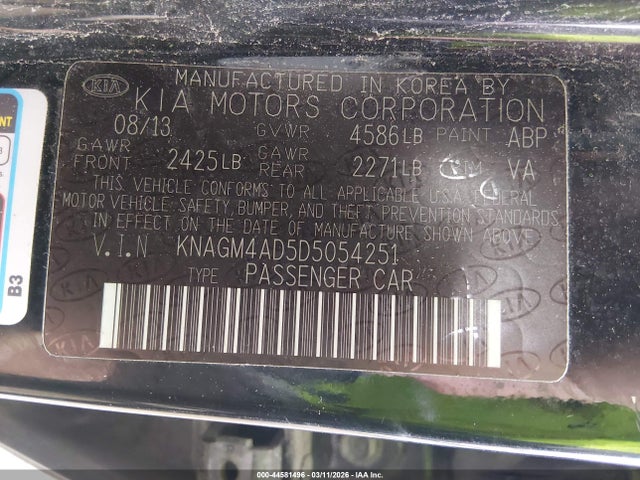 MANUFACTURED IN KOREA BY
KIA KIA MOTORS CORPORATION
08/13 GVWR 4586LB PAINT ABP
GAWR FRONT 2425LB GAWR REAR 2271LB VA
THIS VEHICLE CONFORMS TO ALL APPLICABLE U.S.A FEDERAL
MOTOR VEHICLE SAFETY, BUMPER, AND THEFT PREVENTION STANDARDS
IN EFFECT ON THE DATE OF MANUFACTURE SHOWN ABOVE
V.I.N KNAGM4AD5D5054251
TYPE PASSENGER CAR
B3
000-44581496 - 03/11/2026 - IAA Inc.